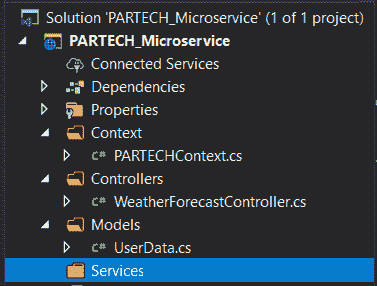 Solution 'PARTECH_Microservice' (1 of 1 project)
PARTECH_Microservice
Connected Services
Dependencies
Properties
Context
C# PARTECHContext.cs
Controllers
C# WeatherForecastController.cs
Models
C# UserData.cs
Services